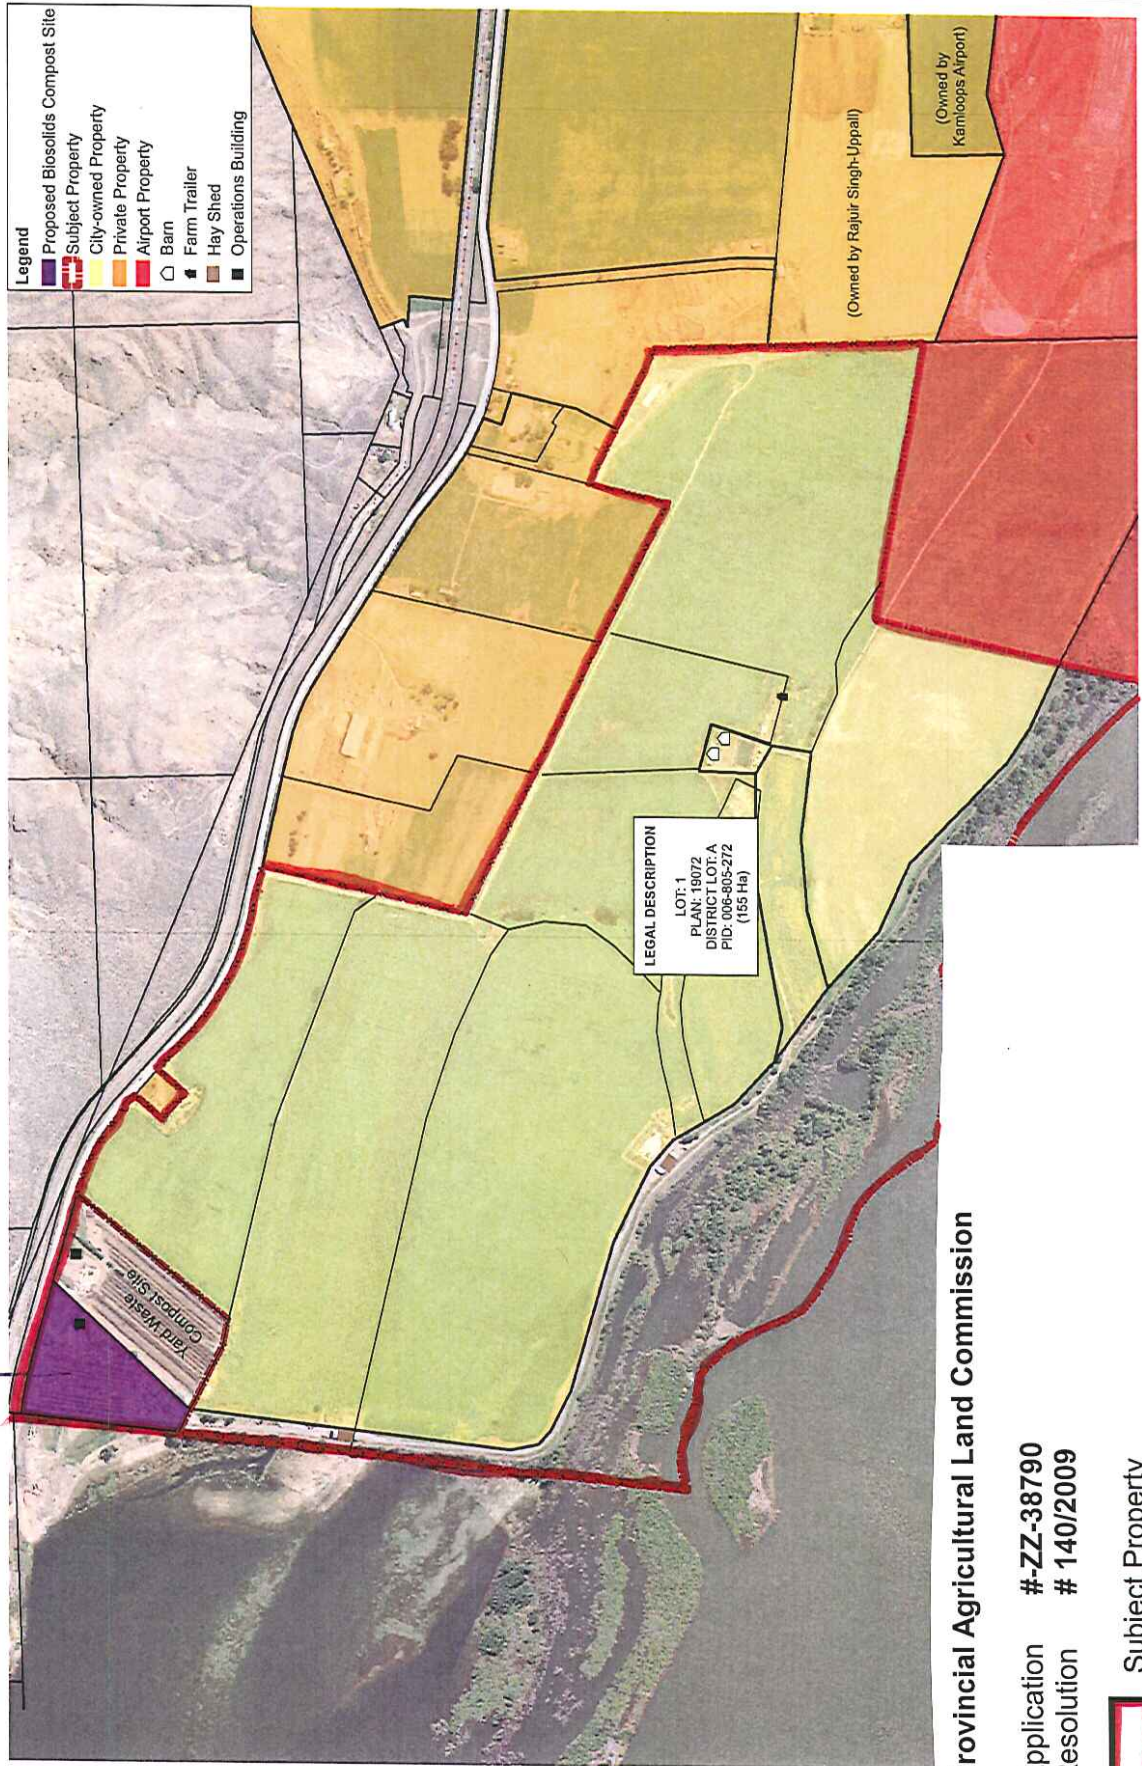 Legend
Proposed Biosolids Compost Site
Subject Property
City-owned Property
Private Property
Airport Property
Barn
Farm Trailer
Hay Shed
Operations Building
(Owned by
Kamloops Airport)
(Owned by Rajuir Singh-Uppall)
LEGAL DESCRIPTION
LOT: 1
PLAN: 19072
DISTRICT LOT: A
PID: 006-805-272
(155 Ha)
Yard Waste
Compost Site
rovincial Agricultural Land Commission
pplication #-ZZ-38790
esolution # 140/2009
Subject Property